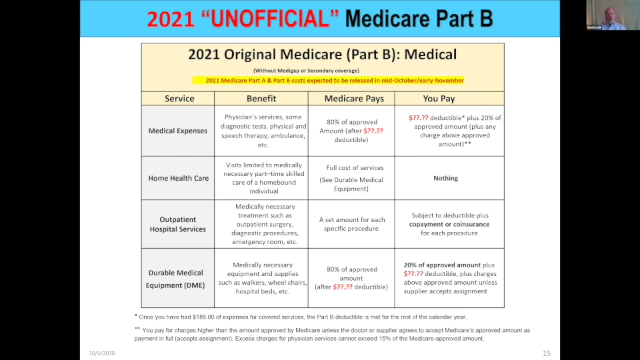 2021 “UNOFFICIAL” Medicare Part B
2021 Original Medicare (Part B): Medical
(Without Medigap or Secondary coverage)
2021 Medicare Part A & Part B costs expected to be released in mid-October/early November
Service Benefit Medicare Pays You Pay
Medical Expenses
Physician's services, some
diagnostic tests, physical and
speech therapy, ambulance,
etc.
80% of approved
Amount (after $??.??
deductible)
$??.?? deductible* plus 20% of
approved amount (plus any
charge above approved
amount)**
Home Health Care
Visits limited to medically
necessary part-time skilled
care of a homebound
individual
Full cost of services
(See Durable Medical
Equipment)
Nothing
Outpatient
Hospital Services
Medically necessary
treatment such as
outpatient surgery,
diagnostic procedures,
emergency room, etc.
A set amount for each
specific procedure
Subject to deductible plus
copayment or coinsurance
for each procedure
Durable Medical
Equipment (DME)
Medically necessary
equipment and supplies
such as walkers, wheel chairs,
hospital beds, etc.
80% of approved
amount
(after $??.?? deductible)
20% of approved amount plus
$??.?? deductible, plus charges
above approved amount unless
supplier accepts assignment
* Once you have had $185.00 of expenses for covered services, the Part B deductible is met for the rest of the calendar year.
** You pay for charges higher than the amount approved by Medicare unless the doctor or supplier agrees to accept Medicare's approved amount as
payment in full (accepts assignment). Excess charges for physician services cannot exceed 15% of the Medicare-approved amount.
10/5/2020 15